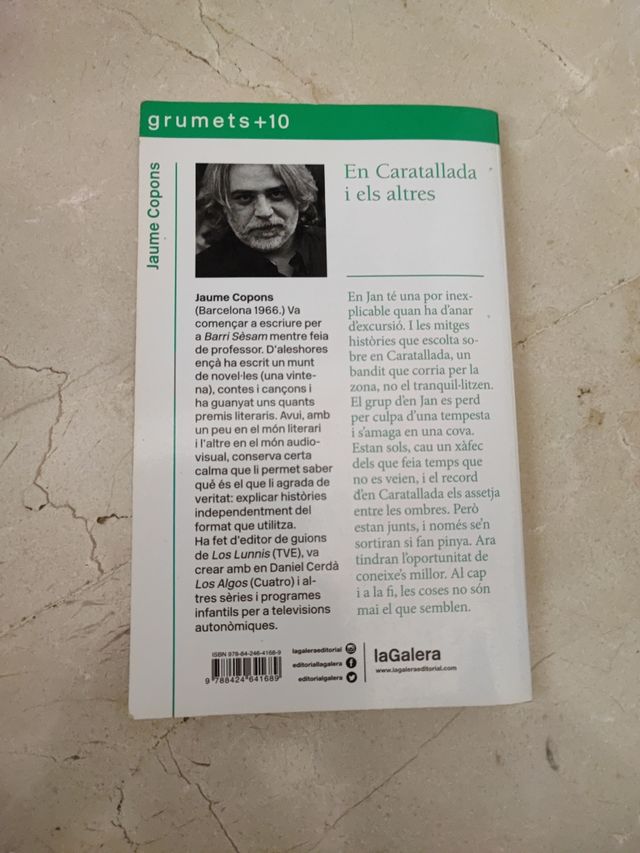 grumets+10
Jaume Copons
En Caratallada
i els altres
Jaume Copons
(Barcelona 1966.) Va
començar a escriure per
a Barri Sèsam mentre feia
de professor. D'aleshores
ençà ha escrit un munt
de novel·les (una vinte-
na), contes i cançons i
ha guanyat uns quants
premis literaris. Avui, amb
un peu en el món literari
i l'altre en el món audio-
visual, conserva certa
calma que li permet saber
què és el que li agrada de
veritat: explicar històries
independentment del
format que utilitza.
Ha fet d'editor de guions
de Los Lunnis (TVE), va
crear amb en Daniel Cerdà
Los Algos (Cuatro) i al-
tres sèries i programes
infantils per a televisions
autonòmiques.
En Jan té una por inex-
plicable quan ha d'anar
d'excursió. I les mitges
històries que escolta so-
bre en Caratallada, un
bandit que corria per la
zona, no el tranquil·litzen.
El grup d'en Jan es perd
per culpa d'una tempesta
i s'amaga en una cova.
Estan sols, cau un xàfec
dels que feia temps que
no es veien, i el record
d'en Caratallada els assetja
entre les ombres. Però
estan junts, i només se'n
sortiran si fan pinya. Ara
tindran l'oportunitat de
coneixe's millor. Al cap
i a la fi, les coses no són
mai el que semblen.
ISBN 978-84-246-4168-9
9 788424 641689
lagaleraeditorial
editoriallagalera
editorialgalera
laGalera
www.lagaleraeditorial.com